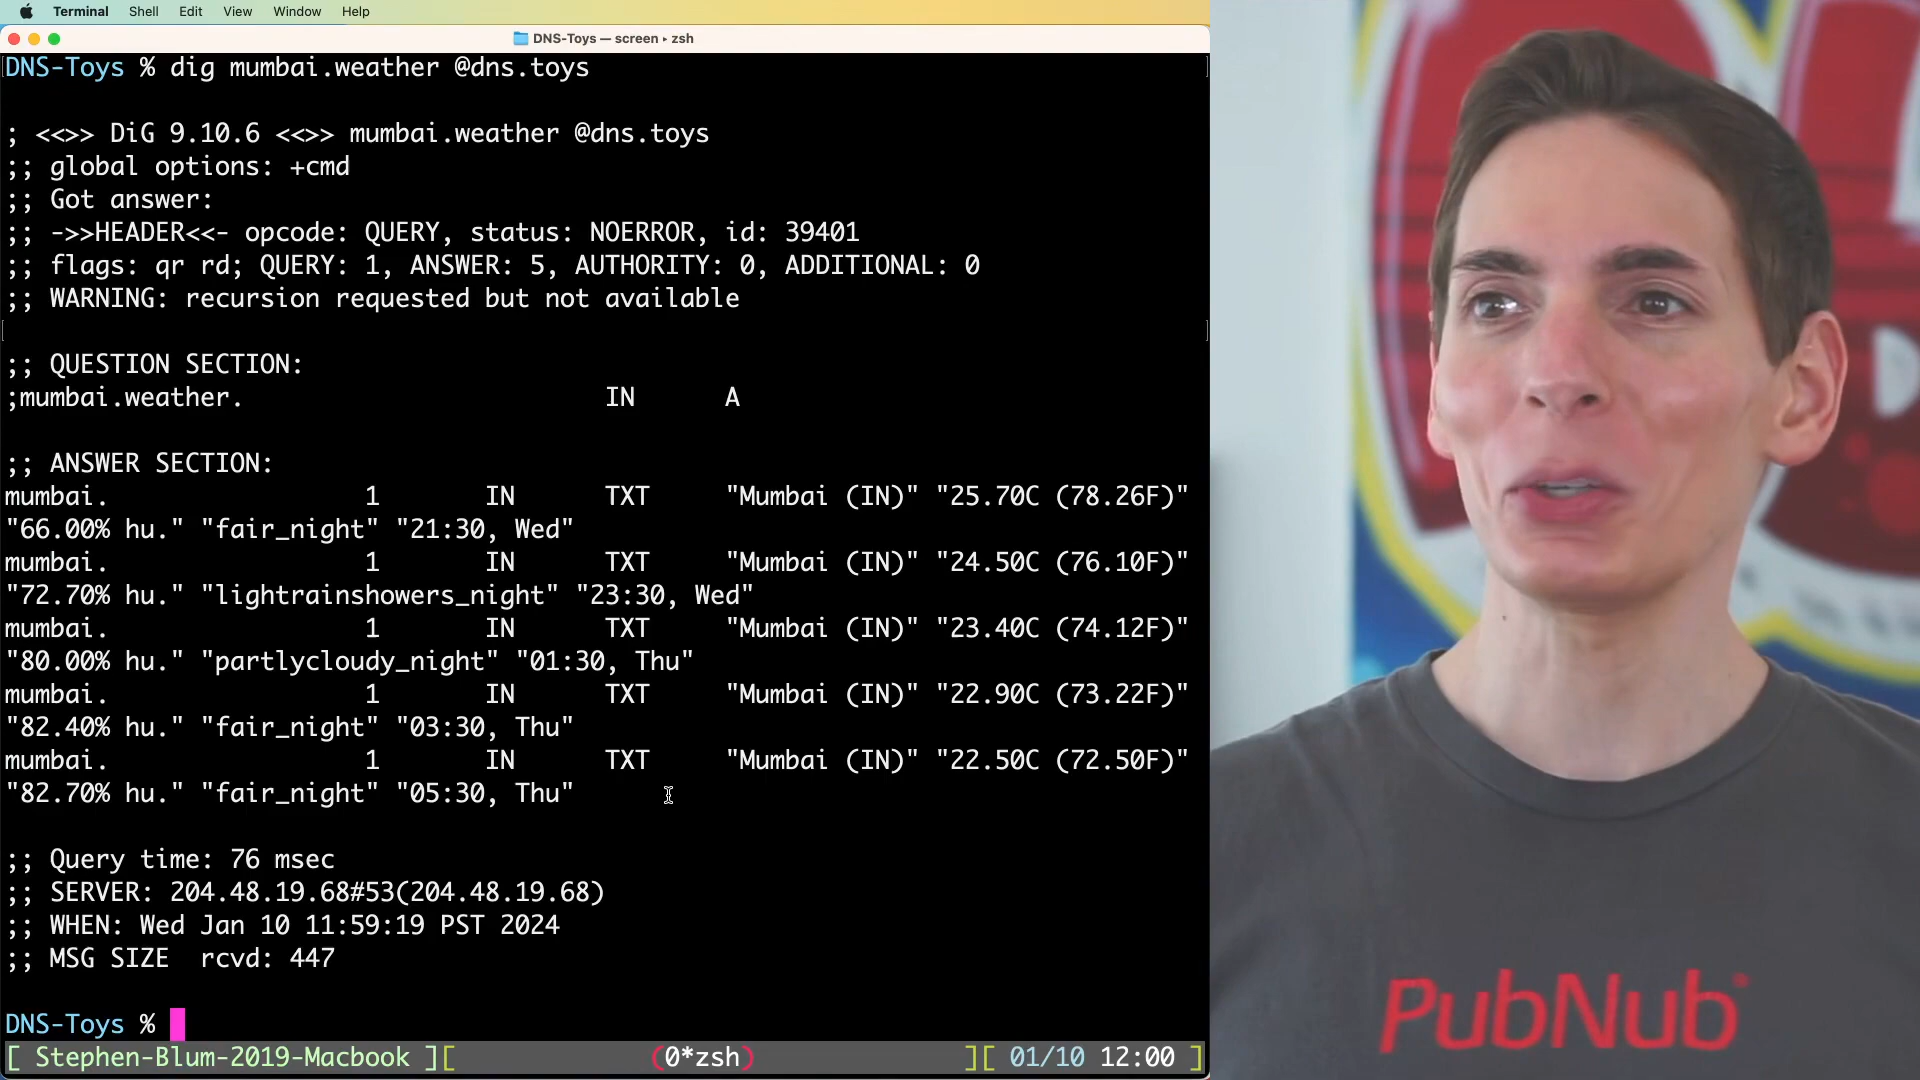 Terminal Shell Edit View Window Help
DNS-Toys — screen ▸ zsh
DNS-Toys % dig mumbai.weather @dns.toys
; <<>> DiG 9.10.6 <<>> mumbai.weather @dns.toys
;; global options: +cmd
;; Got answer:
;; ->>HEADER<<- opcode: QUERY, status: NOERROR, id: 39401
;; flags: qr rd; QUERY: 1, ANSWER: 5, AUTHORITY: 0, ADDITIONAL: 0
;; WARNING: recursion requested but not available
;; QUESTION SECTION:
;mumbai.weather. IN A
;; ANSWER SECTION:
mumbai. 1 IN TXT "Mumbai (IN)" "25.70C (78.26F)"
"66.00% hu." "fair_night" "21:30, Wed"
mumbai. 1 IN TXT "Mumbai (IN)" "24.50C (76.10F)"
"72.70% hu." "lightrainshowers_night" "23:30, Wed"
mumbai. 1 IN TXT "Mumbai (IN)" "23.40C (74.12F)"
"80.00% hu." "partlycloudy_night" "01:30, Thu"
mumbai. 1 IN TXT "Mumbai (IN)" "22.90C (73.22F)"
"82.40% hu." "fair_night" "03:30, Thu"
mumbai. 1 IN TXT "Mumbai (IN)" "22.50C (72.50F)"
"82.70% hu." "fair_night" "05:30, Thu"
;; Query time: 76 msec
;; SERVER: 204.48.19.68#53(204.48.19.68)
;; WHEN: Wed Jan 10 11:59:19 PST 2024
;; MSG SIZE rcvd: 447
DNS-Toys %
[ Stephen-Blum-2019-Macbook ][ (0*zsh) ][ 01/10 12:00 ]
PubNub